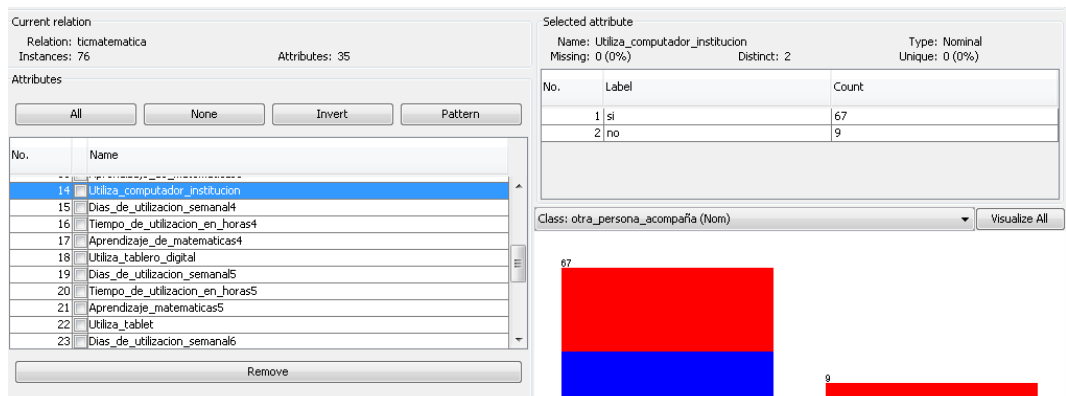 Current relation
Relation: ticmatematica
Instances: 76 Attributes: 35
Attributes
All None Invert Pattern
No. Name
14 Utiliza_computador_institucion
15 Dias_de_utilizacion_semanal4
16 Tiempo_de_utilizacion_en_horas4
17 Aprendizaje_de_matematicas4
18 Utiliza_tablero_digital
19 Dias_de_utilizacion_semanal5
20 Tiempo_de_utilizacion_en_horas5
21 Aprendizaje_matematicas5
22 Utiliza_tablet
23 Dias_de_utilizacion_semanal6
Remove
Selected attribute
Name: Utiliza_computador_institucion Type: Nominal
Missing: 0 (0%) Distinct: 2 Unique: 0 (0%)
No. Label Count
1 si 67
2 no 9
Class: otra_persona_acompaña (Nom) Visualize All
67
9